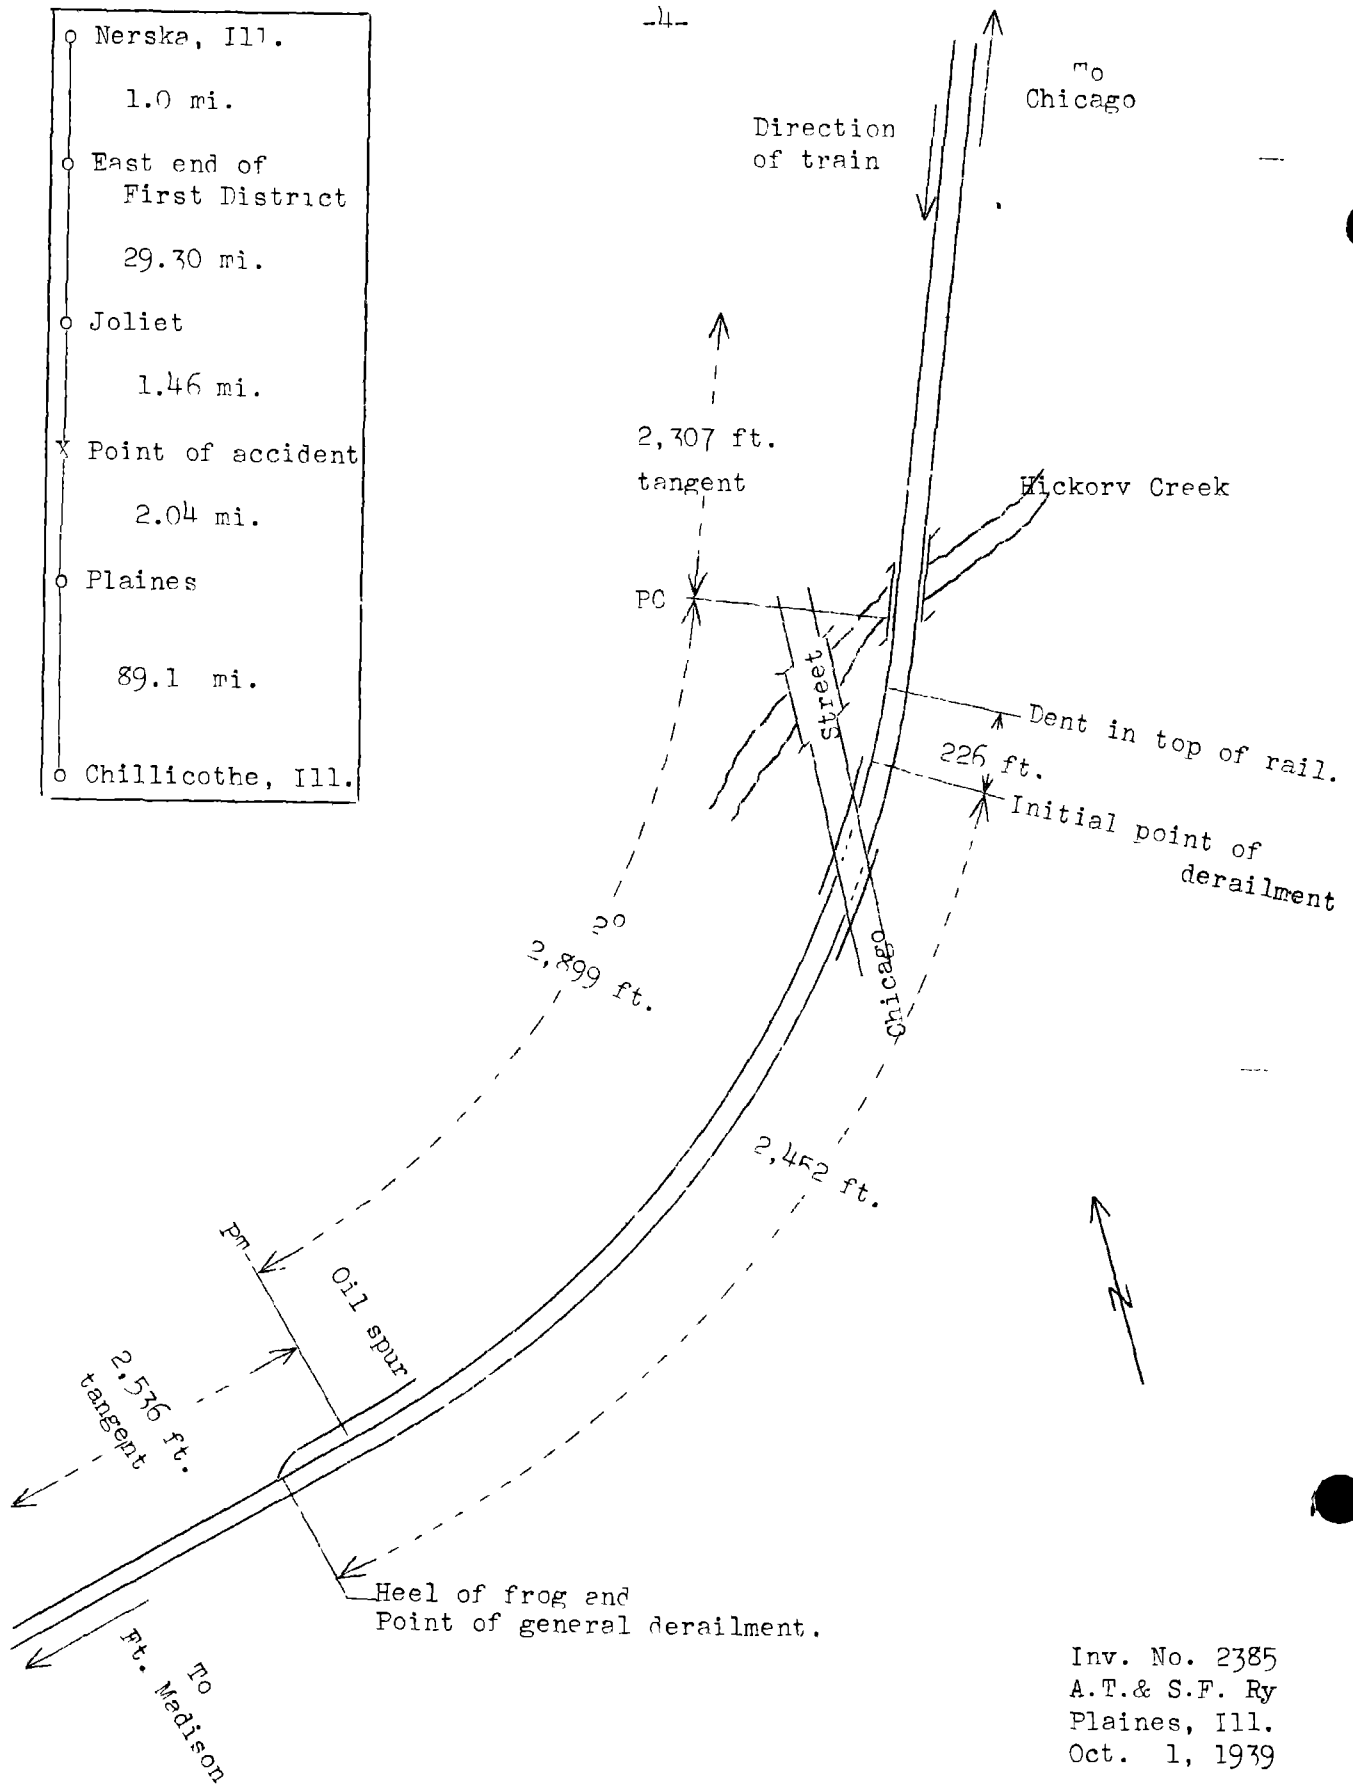 -4-
Nerska, Ill.
1.0 mi.
East end of
First District
29.30 mi.
Joliet
1.46 mi.
X Point of accident
2.04 mi.
Plaines
89.1 mi.
Chillicothe, Ill.
To
Chicago
Direction
of train
2,307 ft.
tangent
Hickory Creek
PC
Street
Dent in top of rail.
226 ft.
Initial point of
derailment
2°
2,899 ft.
Chicago
2,452 ft.
PT
Oil spur
2,536 ft.
tangent
N
Heel of frog and
Point of general derailment.
To
Ft. Madison
Inv. No. 2385
A.T.& S.F. Ry
Plaines, Ill.
Oct. 1, 1939